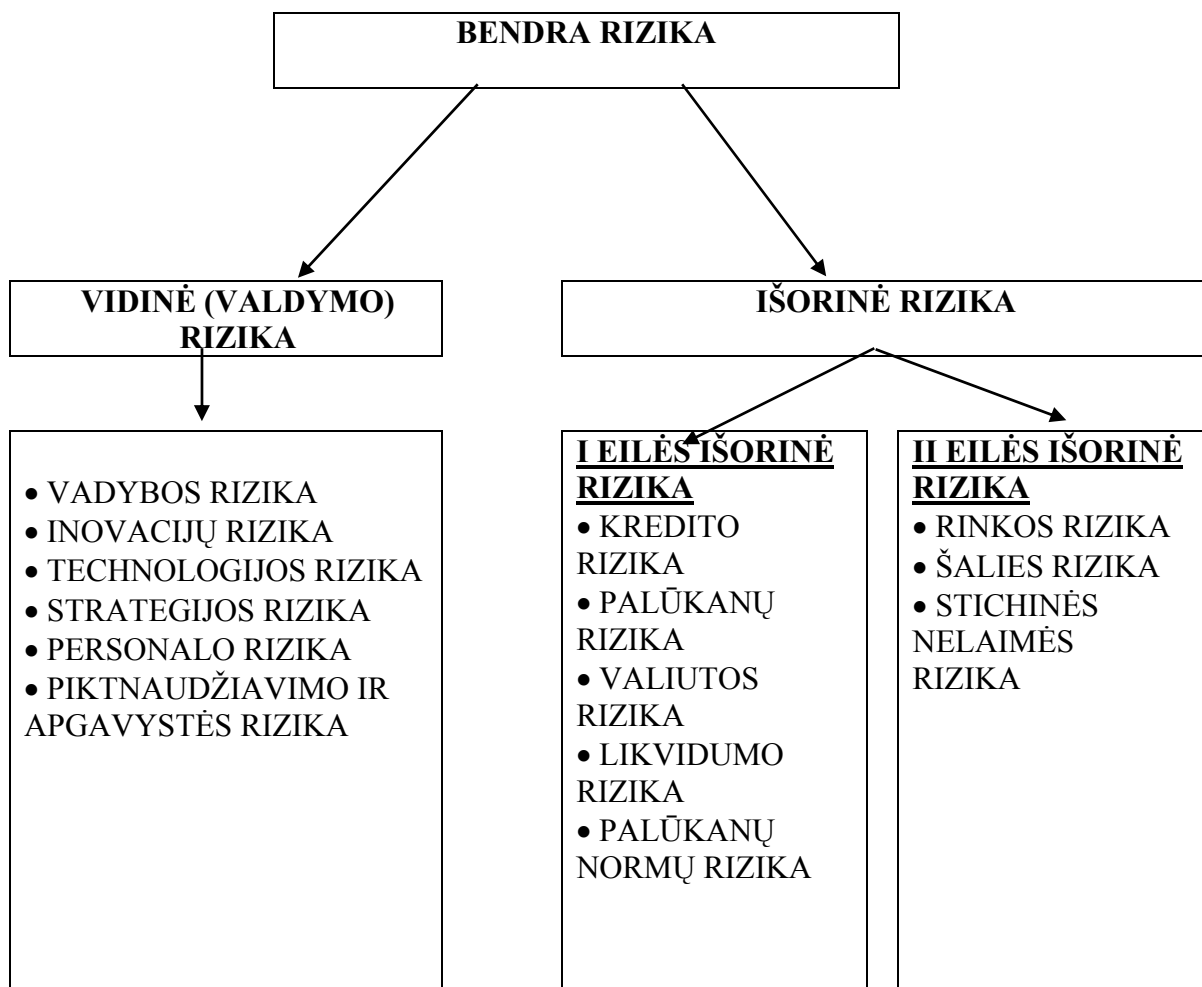 BENDRA RIZIKA
VIDINĖ (VALDYMO)
RIZIKA
IŠORINĖ RIZIKA
• VADYBOS RIZIKA
• INOVACIJŲ RIZIKA
• TECHNOLOGIJOS RIZIKA
• STRATEGIJOS RIZIKA
• PERSONALO RIZIKA
• PIKTNAUDŽIAVIMO IR
APGAVYSTĖS RIZIKA
I EILĖS IŠORINĖ
RIZIKA
• KREDITO
RIZIKA
• PALŪKANŲ
RIZIKA
• VALIUTOS
RIZIKA
• LIKVIDUMO
RIZIKA
• PALŪKANŲ
NORMŲ RIZIKA
II EILĖS IŠORINĖ
RIZIKA
• RINKOS RIZIKA
• ŠALIES RIZIKA
• STICHINĖS
NELAIMĖS
RIZIKA